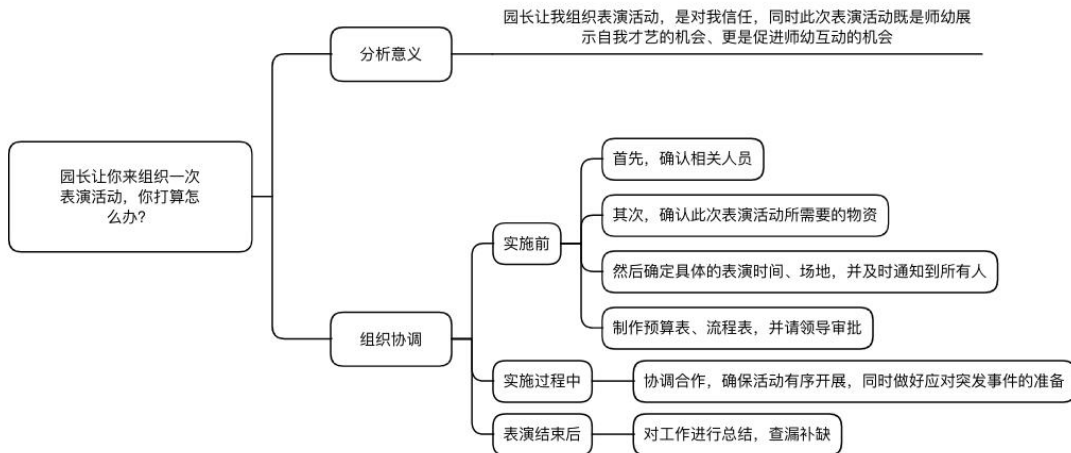 园长让你来组织一次
表演活动，你打算怎
么办？
分析意义
园长让我组织表演活动，是对我信任，同时此次表演活动既是师幼展
示自我才艺的机会、更是促进师幼互动的机会
组织协调
实施前
首先，确认相关人员
其次，确认此次表演活动所需要的物资
然后确定具体的表演时间、场地，并及时通知到所有人
制作预算表、流程表，并请领导审批
实施过程中
协调合作，确保活动有序开展，同时做好应对突发事件的准备
表演结束后
对工作进行总结，查漏补缺